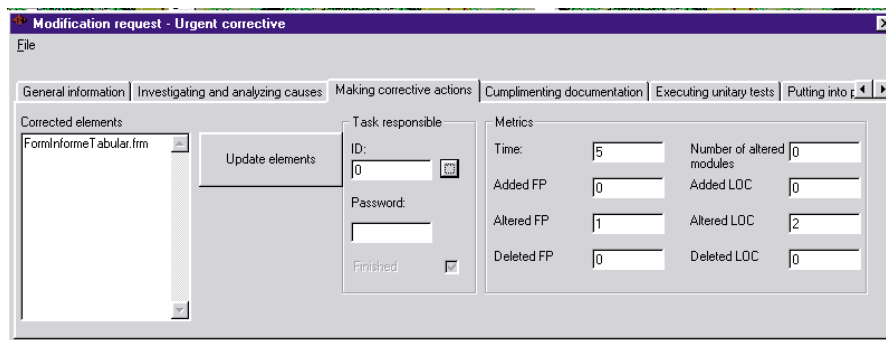 Modification request - Urgent corrective
File
General information Investigating and analyzing causes Making corrective actions Cumplimenting documentation Executing unitary tests Putting into p
Corrected elements
FormInformeTabular.frm
Update elements
Task responsible
ID:
0
Password:
Finished
Metrics
Time: 5 Number of altered modules 0
Added FP 0 Added LOC 0
Altered FP 1 Altered LOC 2
Deleted FP 0 Deleted LOC 0